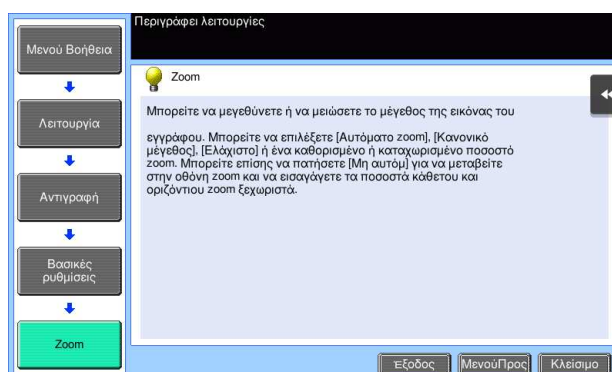 Περιγράφει λειτουργίες
Μενού Βοήθεια
Λειτουργία
Αντιγραφή
Βασικές
ρυθμίσεις
Zoom
Zoom
Μπορείτε να μεγεθύνετε ή να μειώσετε το μέγεθος της εικόνας του
εγγράφου. Μπορείτε να επιλέξετε [Αυτόματο zoom], [Κανονικό
μέγεθος], [Ελάχιστο] ή ένα καθορισμένο ή καταχωρισμένο ποσοστό
zoom. Μπορείτε επίσης να πατήσετε [Μη αυτόμ] για να μεταβείτε
στην οθόνη zoom και να εισαγάγετε τα ποσοστά κάθετου και
οριζόντιου zoom ξεχωριστά.
Έξοδος
ΜενούΠρος
Κλείσιμο